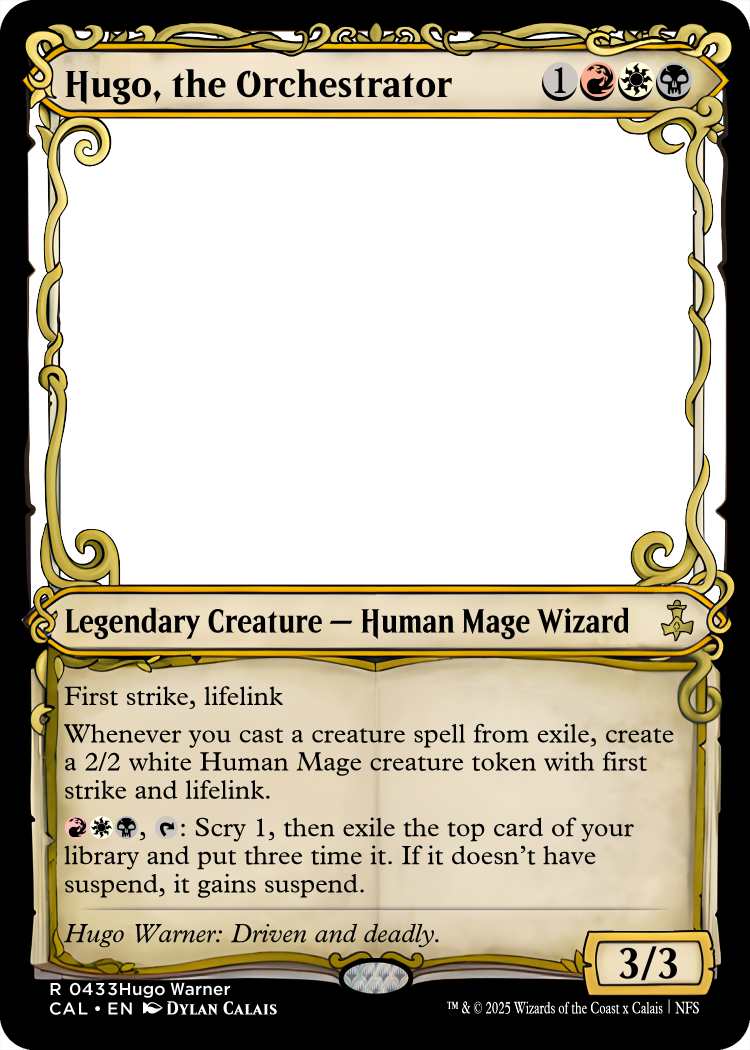 Hugo, the Orchestrator 1
Legendary Creature — Human Mage Wizard
First strike, lifelink
Whenever you cast a creature spell from exile, create
a 2/2 white Human Mage creature token with first
strike and lifelink.
, : Scry 1, then exile the top card of your
library and put three time it. If it doesn't have
suspend, it gains suspend.
Hugo Warner: Driven and deadly.
3/3
R 0433Hugo Warner
CAL • EN DYLAN CALAIS
™ & © 2025 Wizards of the Coast x Calais | NFS